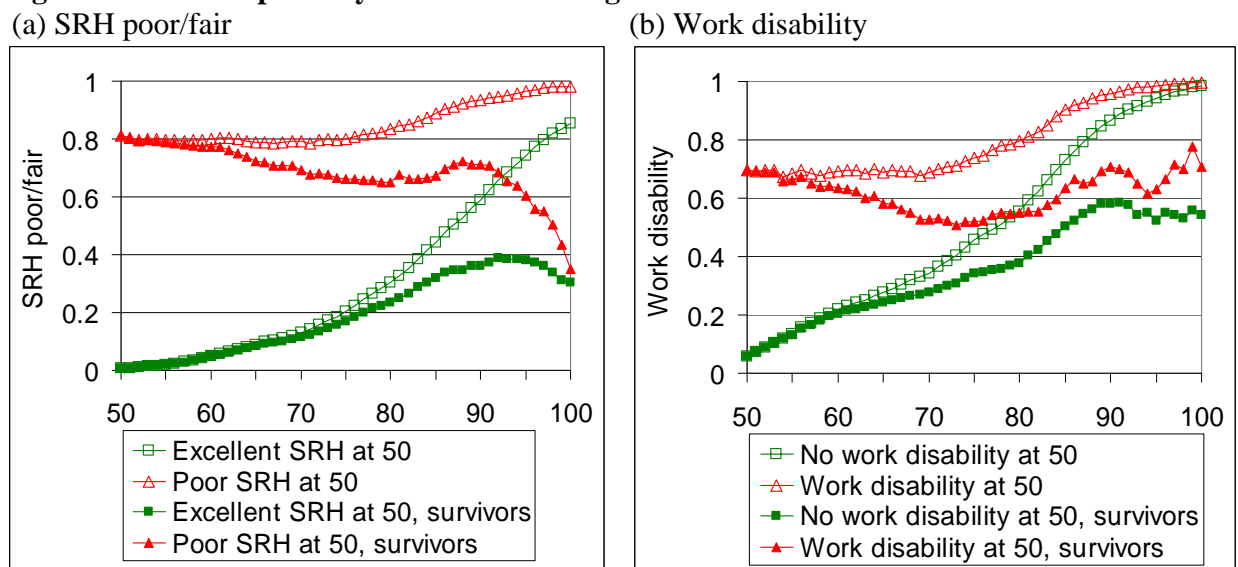 (a) SRH poor/fair
(b) Work disability
1
0.8
0.6
0.4
0.2
0
SRH poor/fair
50 60 70 80 90 100
Excellent SRH at 50
Poor SRH at 50
Excellent SRH at 50, survivors
Poor SRH at 50, survivors
1
0.8
0.6
0.4
0.2
0
Work disability
50 60 70 80 90 100
No work disability at 50
Work disability at 50
No work disability at 50, survivors
Work disability at 50, survivors